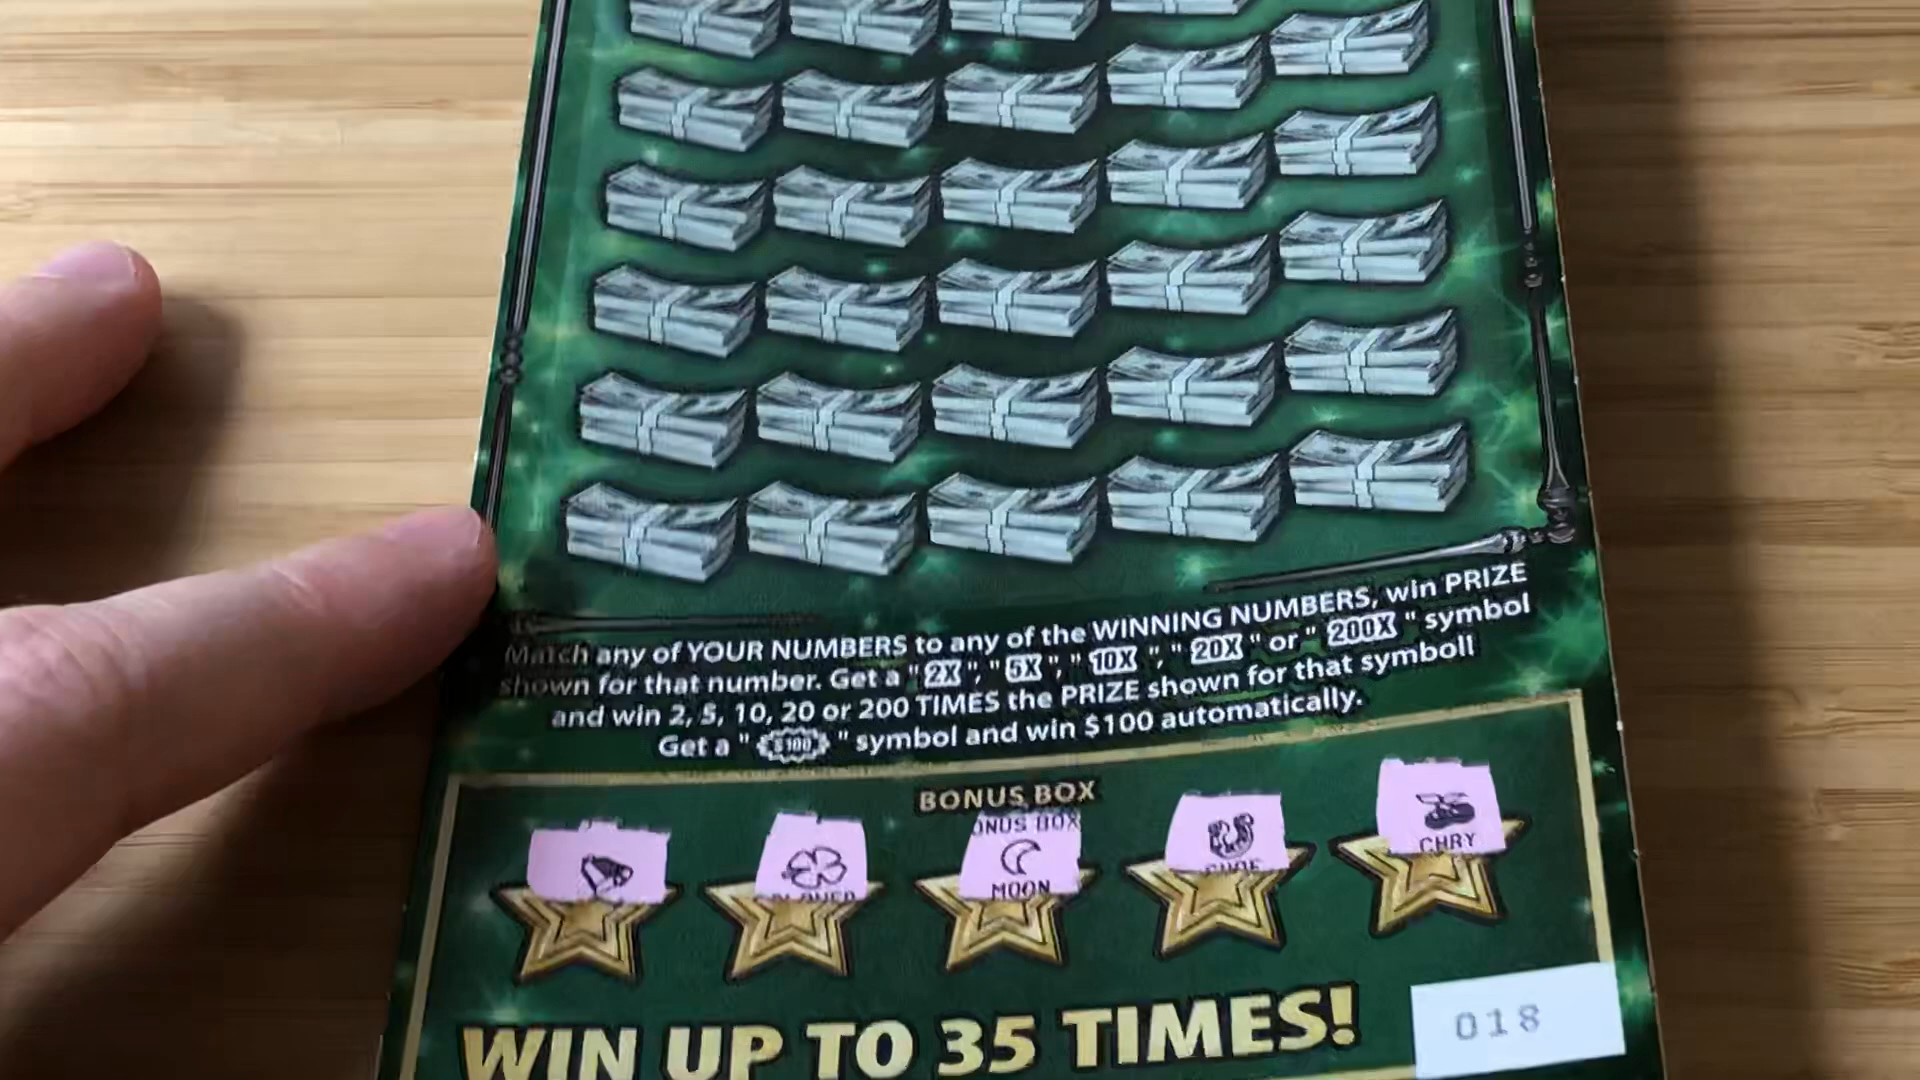 Match any of YOUR NUMBERS to any of the WINNING NUMBERS, win PRIZE
shown for that number. Get a "2X", "5X", "10X", "20X" or "200X" symbol
and win 2, 5, 10, 20 or 200 TIMES the PRIZE shown for that symboll
Get a "$100" symbol and win $100 automatically.
BONUS BOX
ONUS BOX
MOON
CHRY
WIN UP TO 35 TIMES!
018